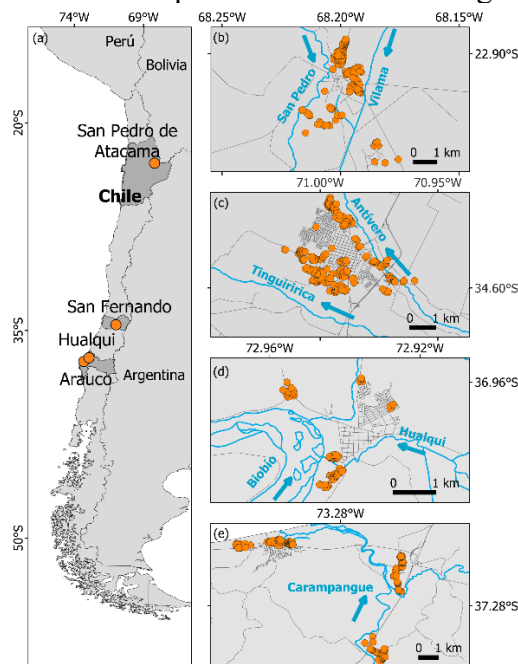 74°W 69°W
(a)
Perú
Bolivia
20°S
San Pedro de
Atacama
Chile
San Fernando
35°S
Hualqui
Arauco
Argentina
50°S
68.25°W 68.20°W 68.15°W
(b)
22.90°S
San Pedro
Vilama
0 1 km
71.00°W 70.95°W
(c)
Antivero
Tinguiririca
34.60°S
0 1 km
72.96°W 72.92°W
(d)
36.96°S
Hualqui
Biobío
0 1 km
73.28°W
(e)
Carampangue
37.28°S
0 1 km